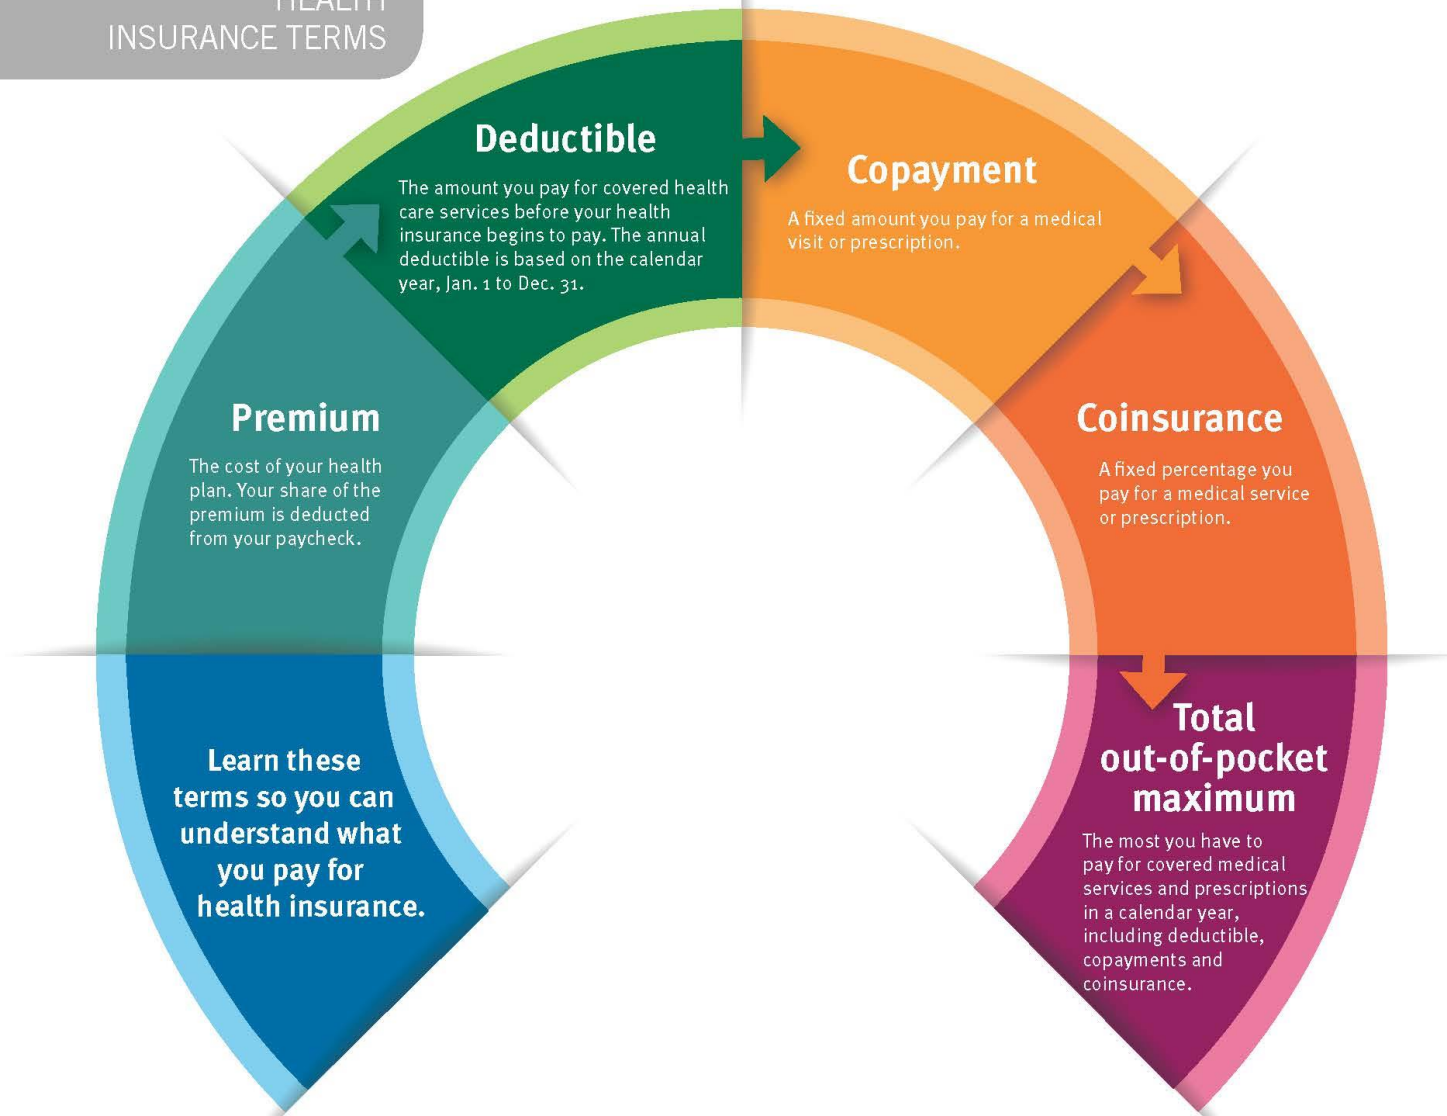 HEALTH
INSURANCE TERMS
Deductible
The amount you pay for covered health
care services before your health
insurance begins to pay. The annual
deductible is based on the calendar
year, Jan. 1 to Dec. 31.
Copayment
A fixed amount you pay for a medical
visit or prescription.
Premium
The cost of your health
plan. Your share of the
premium is deducted
from your paycheck.
Coinsurance
A fixed percentage you
pay for a medical service
or prescription.
Learn these
terms so you can
understand what
you pay for
health insurance.
Total
out-of-pocket
maximum
The most you have to
pay for covered medical
services and prescriptions
in a calendar year,
including deductible,
copayments and
coinsurance.